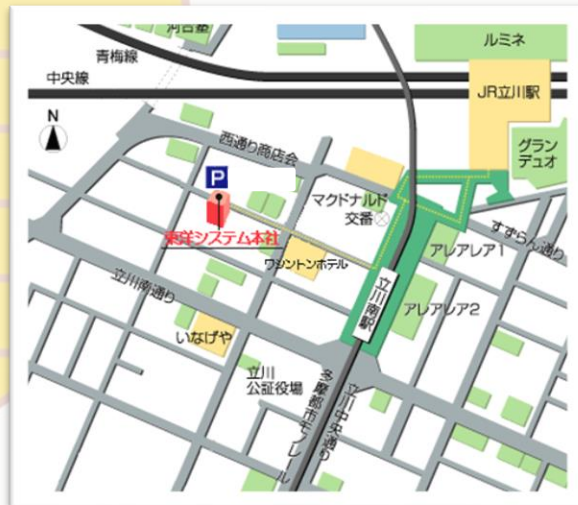 河合塾
ルミネ
青梅線
中央線
JR立川駅
N
西通り商店会
グラン
デュオ
P
マクドナルド
交番
すずらん通り
東洋システム本社
アレアレア1
ワシントンホテル
立川南通り
立川南駅
アレアレア2
いなげや
立川
公証役場
立川中央通り
多摩都市モノレール